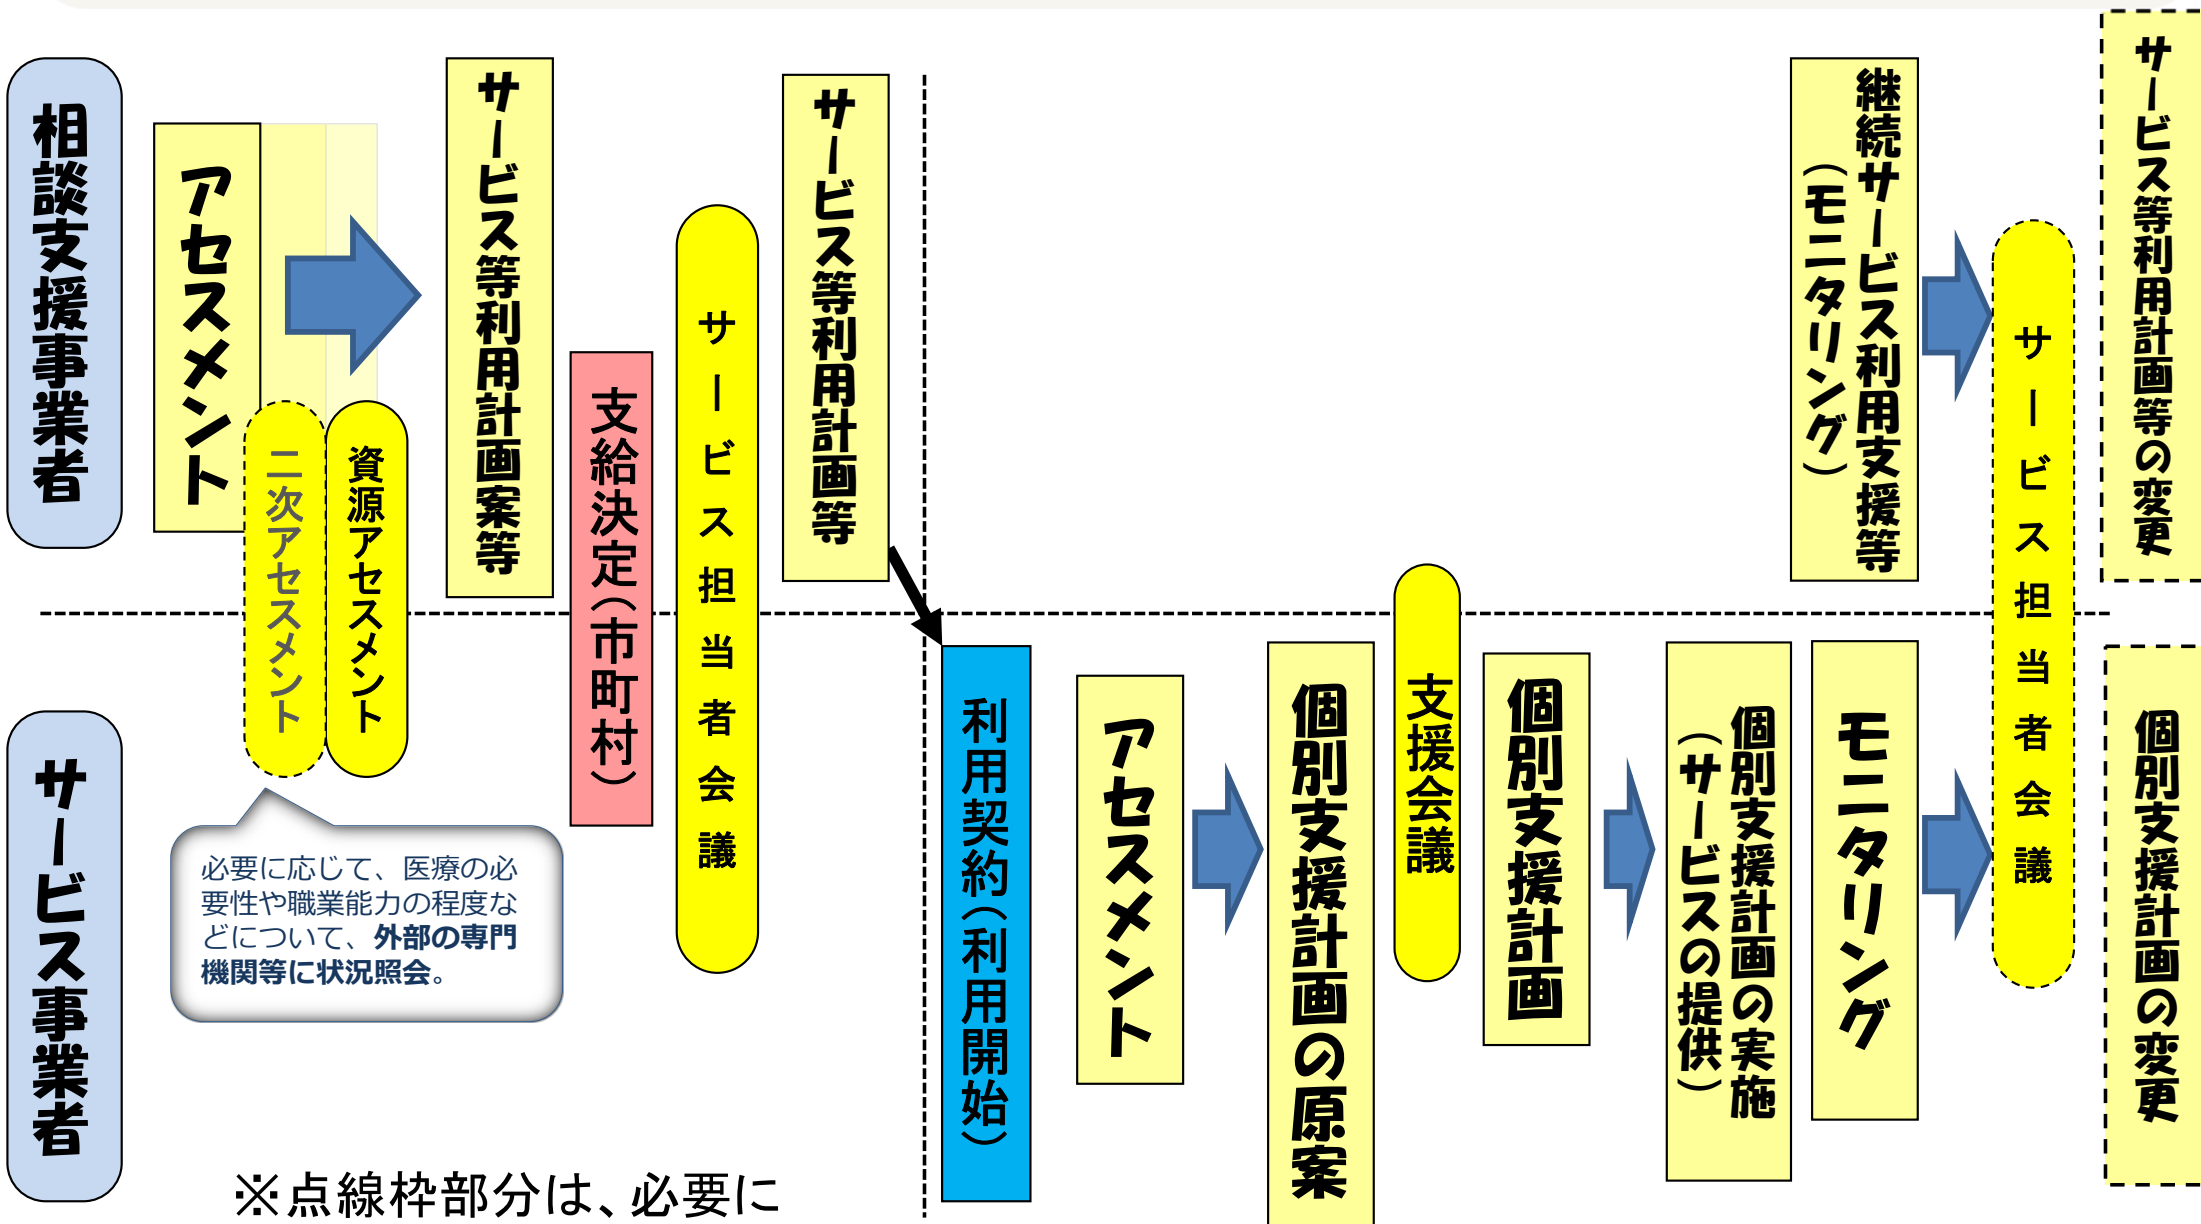 相談支援事業者
アセスメント
二次アセスメント
資源アセスメント
サービス等利用計画案等
支給決定（市町村）
サービス担当者会議
サービス等利用計画等
継続サービス利用支援等
（モニタリング）
サービス担当者会議
サービス等利用計画等の変更
サービス事業者
必要に応じて、医療の必
要性や職業能力の程度な
どについて、外部の専門
機関等に状況照会。
利用契約（利用開始）
アセスメント
個別支援計画の原案
支援会議
個別支援計画
個別支援計画の実施
（サービスの提供）
モニタリング
個別支援計画の変更
※点線枠部分は、必要に